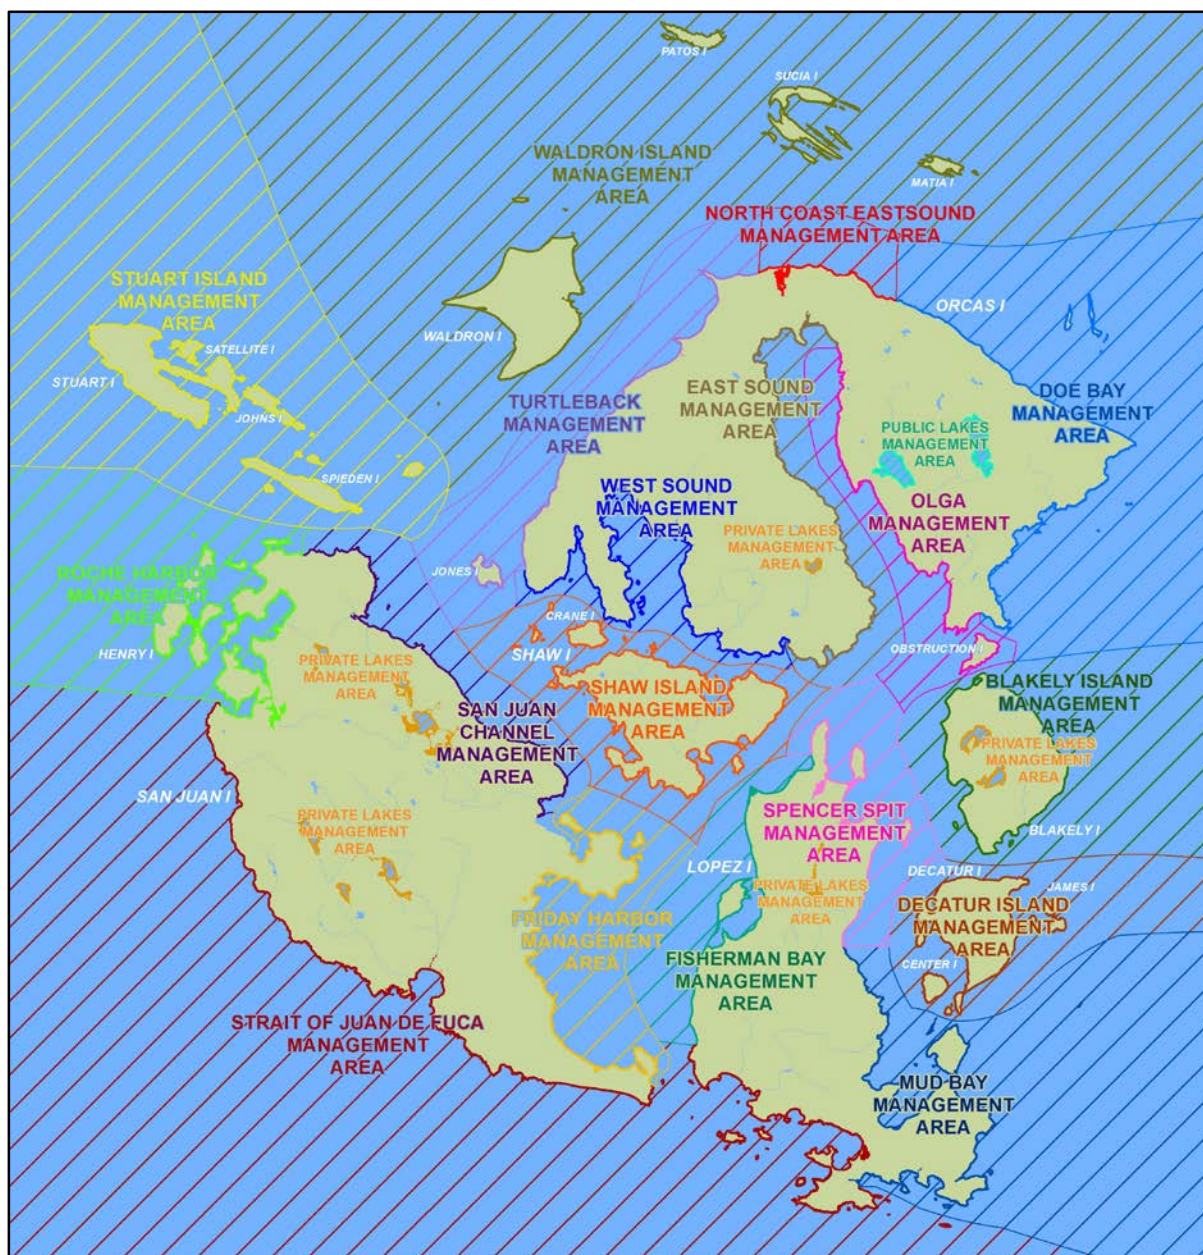 PATOS I
SUCIA I
WALDRON ISLAND
MANAGEMENT
AREA
MATIA I
NORTH COAST EASTSOUND
MANAGEMENT AREA
STUART ISLAND
MANAGEMENT
AREA
ORCAS I
WALDRON I
SATELLITE I
STUART I
JOHNS I
TURTLEBACK
MANAGEMENT
AREA
EAST SOUND
MANAGEMENT
AREA
DOE BAY
MANAGEMENT
AREA
PUBLIC LAKES
MANAGEMENT
AREA
SPIEDEN I
WEST SOUND
MANAGEMENT
AREA
OLGA
MANAGEMENT
AREA
PRIVATE LAKES
MANAGEMENT
AREA
ROCHE HARBOR
MANAGEMENT
AREA
JONES I
CRANE I
HENRY I
SHAW I
OBSTRUCTION I
PRIVATE LAKES
MANAGEMENT
AREA
SHAW ISLAND
MANAGEMENT
AREA
BLAKELY ISLAND
MANAGEMENT
AREA
SAN JUAN
CHANNEL
MANAGEMENT
AREA
PRIVATE LAKES
MANAGEMENT
AREA
SAN JUAN I
PRIVATE LAKES
MANAGEMENT
AREA
SPENCER SPIT
MANAGEMENT
AREA
BLAKELY I
LOPEZ I
DECATUR I
JAMES I
PRIVATE LAKES
MANAGEMENT
AREA
DECATUR ISLAND
MANAGEMENT
AREA
FRIDAY HARBOR
MANAGEMENT
AREA
FISHERMAN BAY
MANAGEMENT
AREA
CENTER I
STRAIT OF JUAN DE FUCA
MANAGEMENT
AREA
MUD BAY
MANAGEMENT
AREA